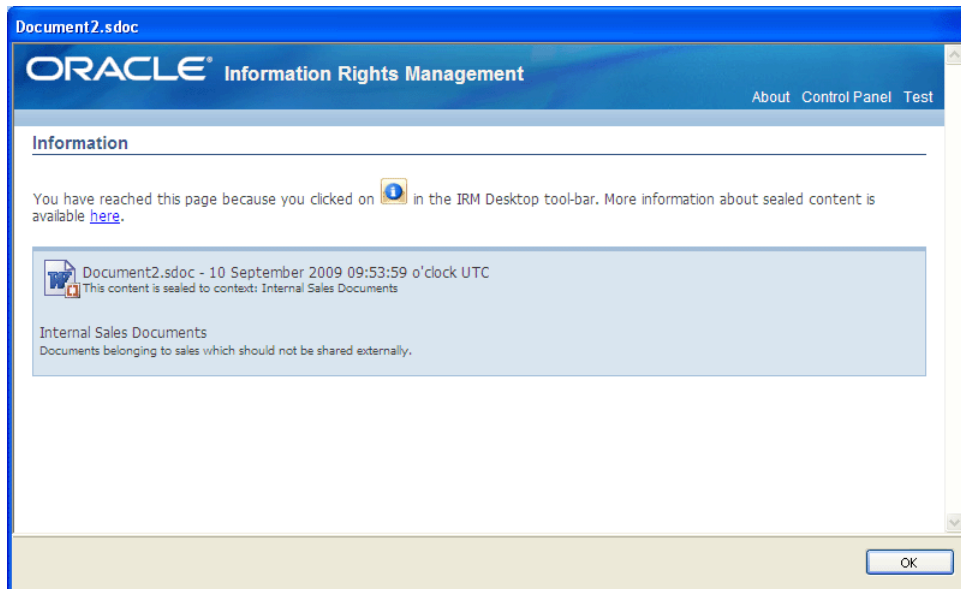 Document2.sdoc
ORACLE® Information Rights Management
About Control Panel Test
Information
You have reached this page because you clicked on in the IRM Desktop tool-bar. More information about sealed content is
available here.
Document2.sdoc - 10 September 2009 09:53:59 o'clock UTC
This content is sealed to context: Internal Sales Documents
Internal Sales Documents
Documents belonging to sales which should not be shared externally.
OK